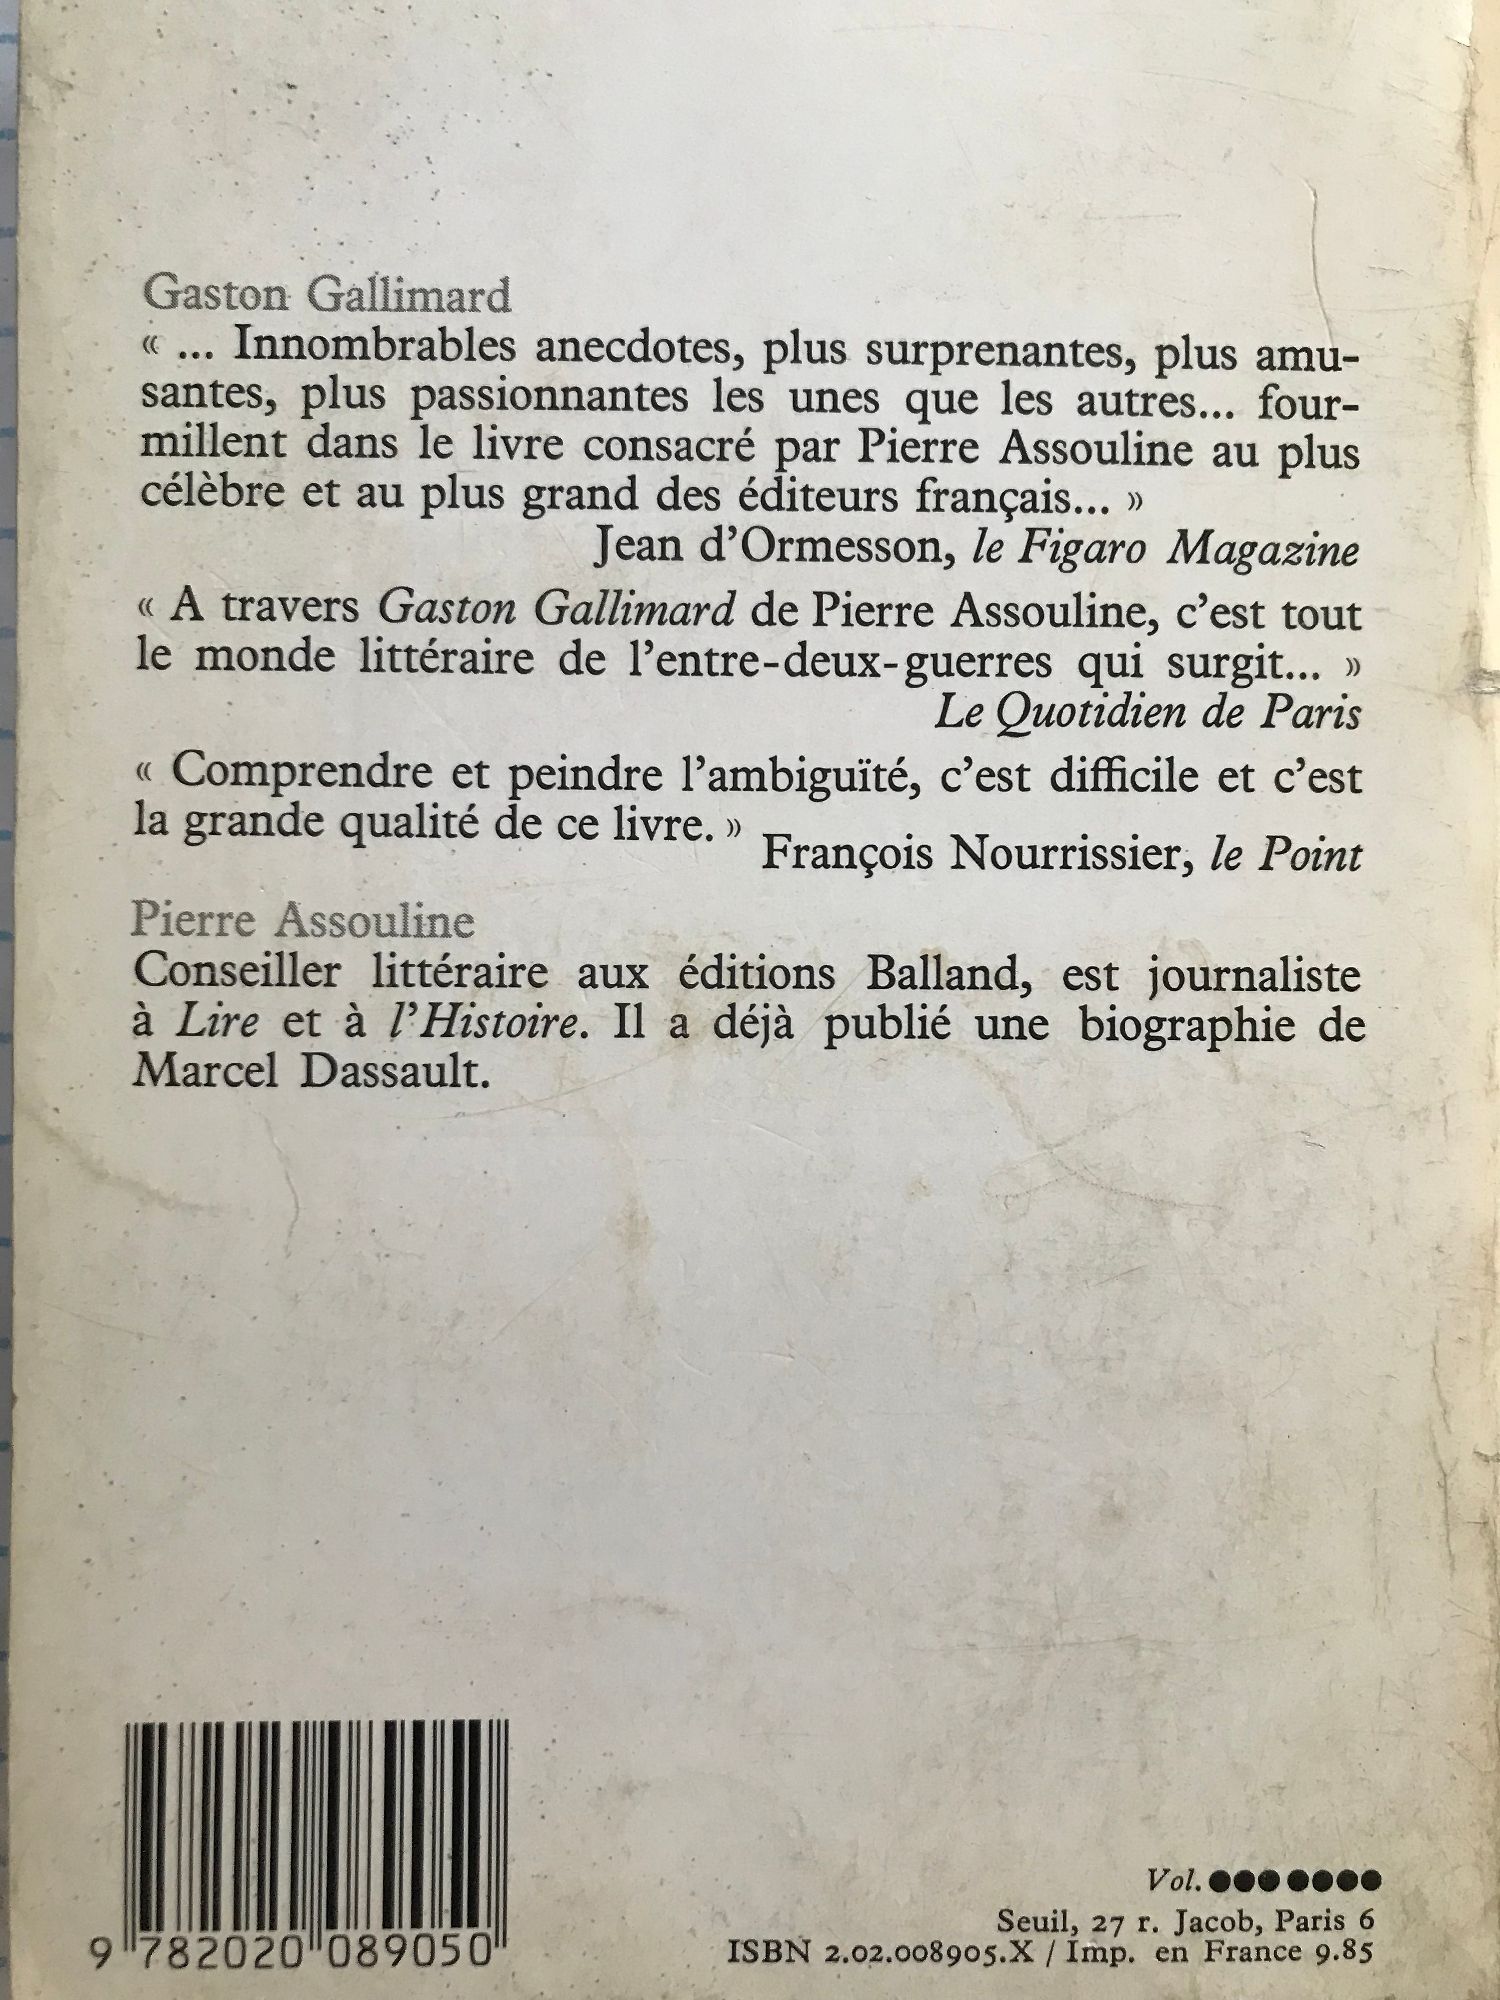 Gaston Gallimard
« ... Innombrables anecdotes, plus surprenantes, plus amu-
santes, plus passionnantes les unes que les autres... four-
millent dans le livre consacré par Pierre Assouline au plus
célèbre et au plus grand des éditeurs français... »
Jean d'Ormesson, le Figaro Magazine
« A travers Gaston Gallimard de Pierre Assouline, c'est tout
le monde littéraire de l'entre-deux-guerres qui surgit... »
Le Quotidien de Paris
« Comprendre et peindre l'ambiguïté, c'est difficile et c'est
la grande qualité de ce livre. »
François Nourrissier, le Point
Pierre Assouline
Conseiller littéraire aux éditions Balland, est journaliste
à Lire et à l'Histoire. Il a déjà publié une biographie de
Marcel Dassault.
Vol. ●●● ●●●●
Seuil, 27 r. Jacob, Paris 6
ISBN 2.02.008905.X / Imp. en France 9.85
9 782020 089050